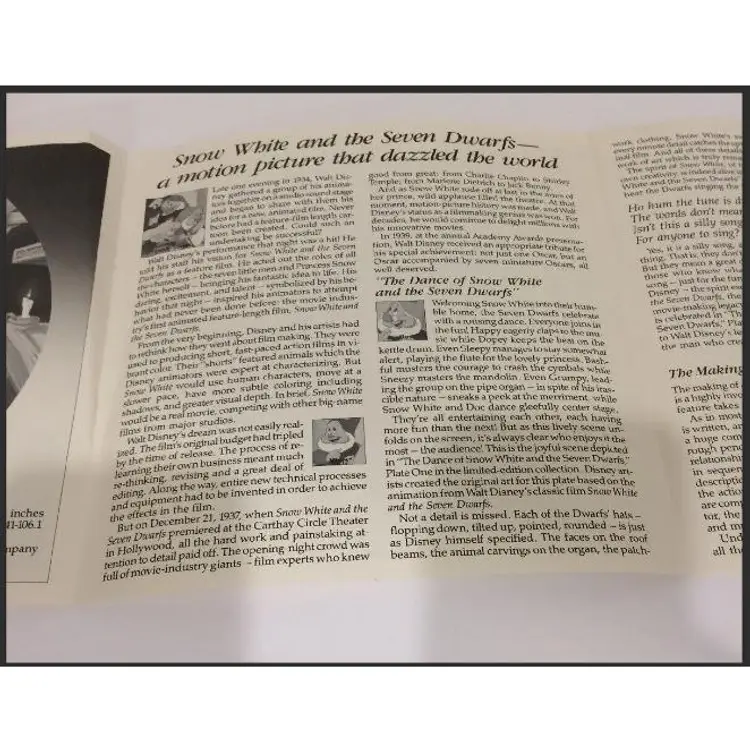 Snow White and the Seven Dwarfs—
a motion picture that dazzled the world
Late one evening in 1934, Walt Dis-
ney gathered a group of his anima-
tors together on a studio sound stage
and began to share with them his
idea for a new, animated film. Never
before had a feature film length car-
toon been created. Could such an
undertaking be successful?
Walt Disney's performance that night was a hit! He
told his staff his vision for Snow White and the Seven
Dwarfs as a feature film. He acted out the roles of all
the characters – the seven little men and Princess Snow
White herself – bringing his fantastic idea to life. His
daring, excitement, and talent – symbolized by his be-
havior that night – inspired his animators to attempt
what had never been done before: the movie indus-
try's first animated feature-length film, Snow White and
the Seven Dwarfs.
From the very beginning, Disney and his artists had
to rethink how they went about film making. They were
used to producing short, fast-paced action films in vi-
brant color. Their "shorts" featured animals which the
Disney animators were expert at characterizing. But
Snow White would use human characters, move at a
slower pace, have more subtle coloring including
shadows, and greater visual depth. In brief, Snow White
would be a real movie, competing with other big-name
films from major studios.
Walt Disney's dream was not easily real-
ized. The film's original budget had tripled
by the time of release. The process of re-
learning their own business meant much
re-thinking, revising and a great deal of
editing. Along the way, entire new technical processes
and equipment had to be invented in order to achieve
the effects in the film.
But on December 21, 1937, when Snow White and the
Seven Dwarfs premiered at the Carthay Circle Theater
in Hollywood, all the hard work and painstaking at-
tention to detail paid off. The opening night crowd was
full of movie-industry giants – film experts who knew
good from great: from Charlie Chaplin to Shirley
Temple; from Marlene Dietrich to Jack Benny.
And as Snow White rode off at last in the arms of
her prince, wild applause filled the theater. At that
moment, motion-picture history was made, and Walt
Disney's status as a filmmaking genius was won. For
decades, he would continue to delight millions with
his innovative movies.
In 1939, at the annual Academy Awards presenta-
tion, Walt Disney received an appropriate tribute for
his special achievement: not just one Oscar, but an
Oscar accompanied by seven miniature Oscars, all
well deserved.
"The Dance of Snow White
and the Seven Dwarfs"
Welcoming Snow White into their hum-
ble home, the Seven Dwarfs celebrate
with a rousing dance. Everyone joins in
the fun! Happy eagerly claps to the mu-
sic while Dopey keeps the beat on the
kettle drum. Even Sleepy manages to stay somewhat
alert, playing the flute for the lovely princess. Bash-
ful musters the courage to crash the cymbals while
Sneezy masters the mandolin. Even Grumpy, lead-
ing the group on the pipe organ – in spite of his iras-
cible nature – sneaks a peek at the merriment, while
Snow White and Doc dance gleefully center stage.
They're all entertaining each other, each having
more fun than the next! But as this lively scene un-
folds on the screen, it's always clear who enjoys it the
most – the audience! This is the joyful scene depicted
in "The Dance of Snow White and the Seven Dwarfs,"
Plate One in the limited-edition collection. Disney art-
ists created the original art for this plate based on the
animation from Walt Disney's classic film Snow White
and the Seven Dwarfs.
Not a detail is missed. Each of the Dwarfs' hats –
flopping down, tilted up, pointed, rounded – is just
as Disney himself specified. The faces on the roof
beams, the animal carvings on the organ, the patch-
work clothing, Snow White's
every minute detail catches the
inal film. And all of these details
work of art which is truly
The spirit of Snow White, of
own creativity, is indeed alive
White and the Seven Dwarfs
hear the Dwarfs singing the
Ho hum the tune is d
The words don't mea
Isn't this a silly song
For anyone to sing?
Yes, it is a silly song,
thing. That is, they don't
But they mean a great
those who know wha
song – just for the
Disney – the spirit
the Seven Dwarfs, the
movie-making legacy
is celebrated in "Th
Seven Dwarfs," Pla
to Walt Disney's
the man who cre
The Making
The making of
is a highly invo
feature takes
As in most
is written, an
a huge com
rough penc
relationshi
in sequen
descriptio
the actio
are com
tor, the
and m
Und
all th
inches
41-106.1
mpany